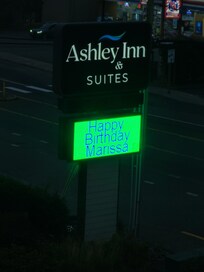 Ashley Inn
&
SUITES
Happy
Birthday
Marissa